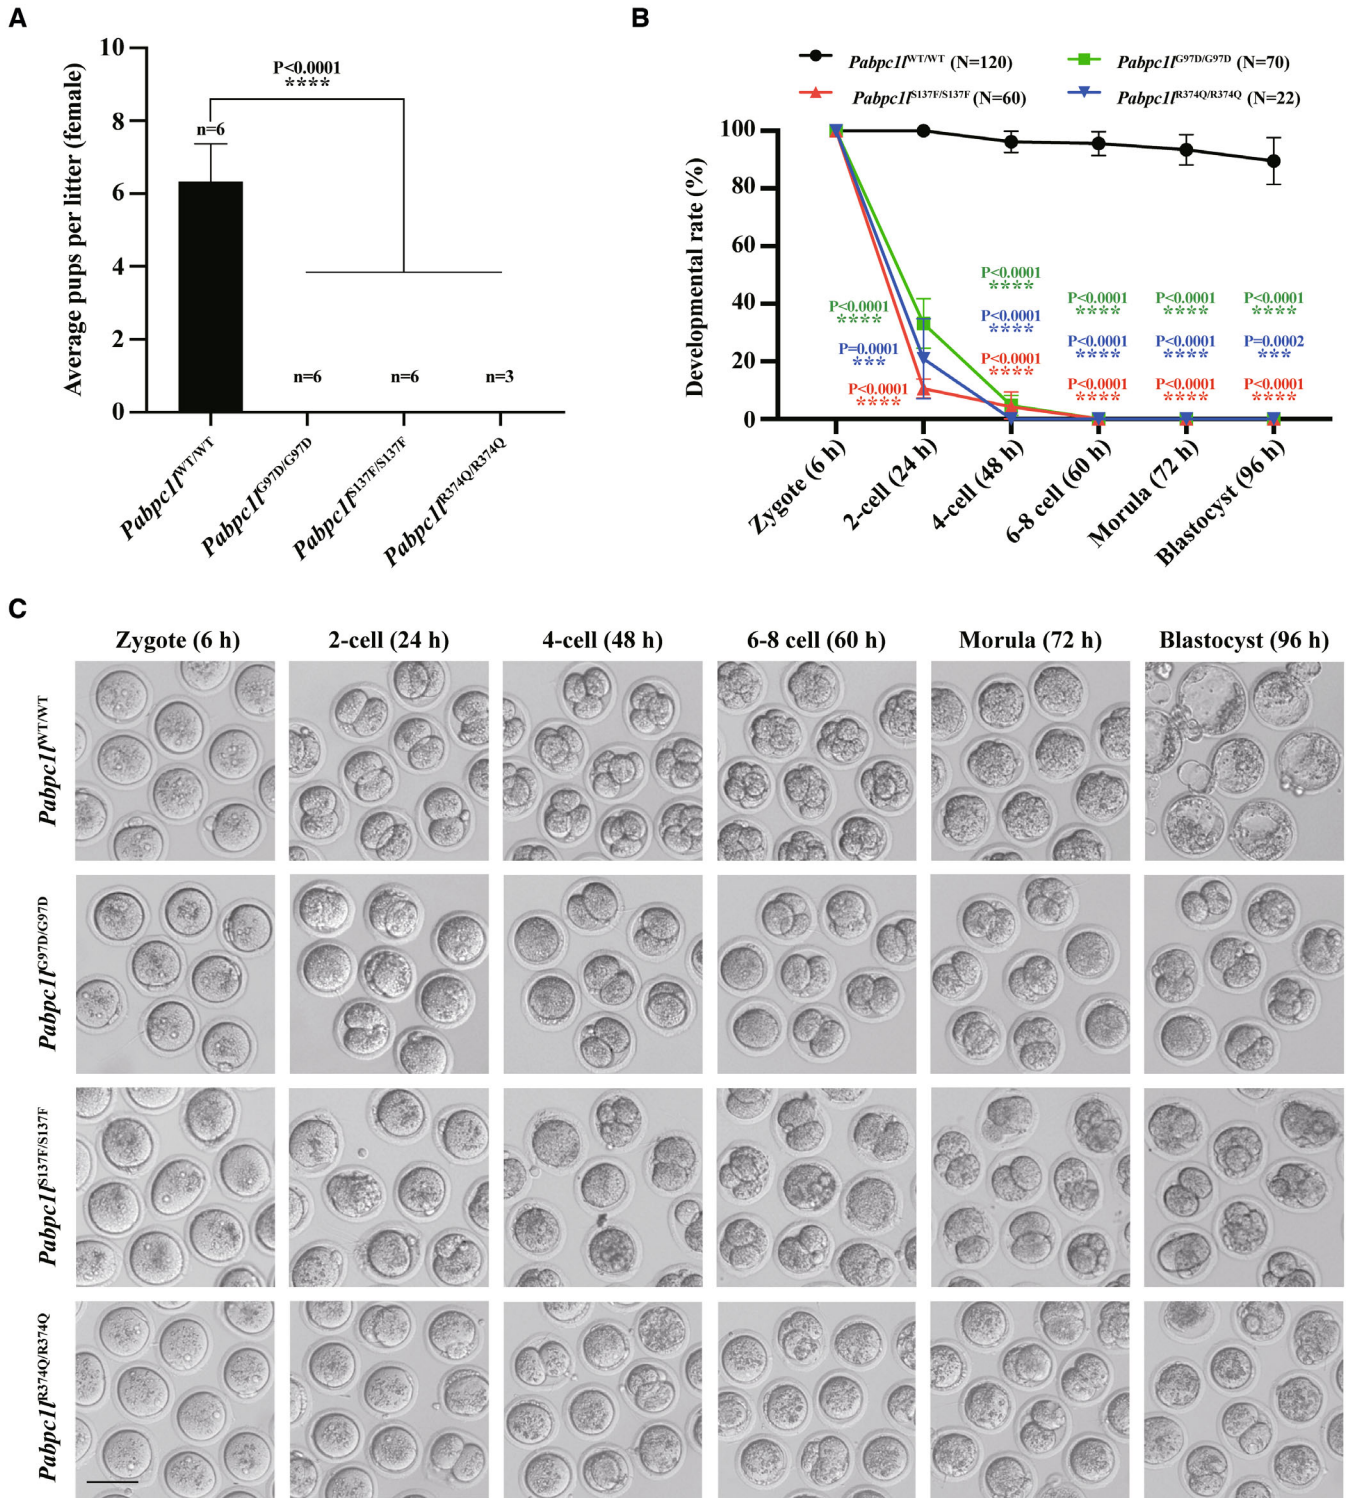 A
10
8
6
4
2
0
Average pups per litter (female)
P<0.0001
****
n=6
n=6
n=6
n=3
Pabpc1l^WT/WT
Pabpc1l^G97D/G97D
Pabpc1l^S137F/S137F
Pabpc1l^R374Q/R374Q
B
Pabpc1l^WT/WT (N=120)
Pabpc1l^G97D/G97D (N=70)
Pabpc1l^S137F/S137F (N=60)
Pabpc1l^R374Q/R374Q (N=22)
100
80
60
40
20
0
Developmental rate (%)
P<0.0001
****
P=0.0001
***
P<0.0001
****
P<0.0001
****
P<0.0001
****
P<0.0001
****
P<0.0001
****
P<0.0001
****
P<0.0001
****
P<0.0001
****
P<0.0001
****
P<0.0001
****
P<0.0001
****
P=0.0002
***
P<0.0001
****
Zygote (6 h)
2-cell (24 h)
4-cell (48 h)
6-8 cell (60 h)
Morula (72 h)
Blastocyst (96 h)
C
Zygote (6 h)
2-cell (24 h)
4-cell (48 h)
6-8 cell (60 h)
Morula (72 h)
Blastocyst (96 h)
Pabpc1l^WT/WT
Pabpc1l^G97D/G97D
Pabpc1l^S137F/S137F
Pabpc1l^R374Q/R374Q